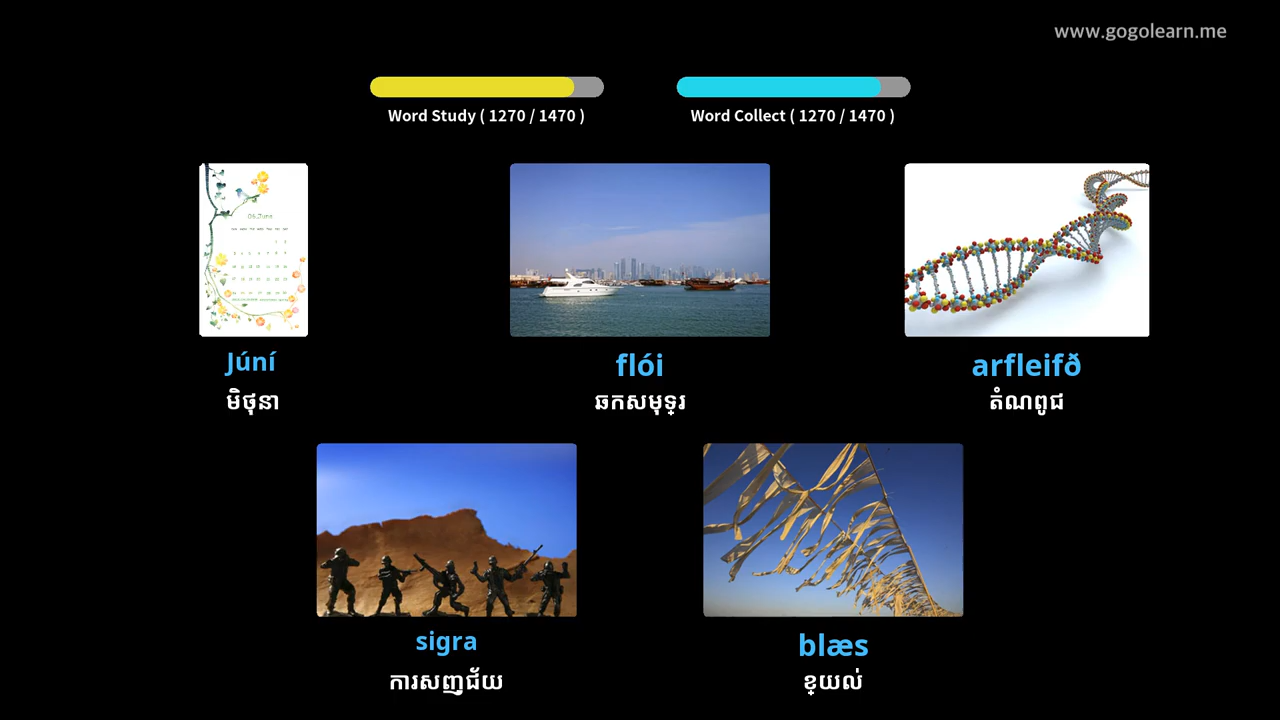 www.gogolearn.me
Word Study ( 1270 / 1470 )
Word Collect ( 1270 / 1470 )
06.June
Júní
flói
arfleifð
មិថុនា
ឆកសមុទ្រ
តំណពូជ
sigra
blæs
ការសញជ័យ
ខ្យល់